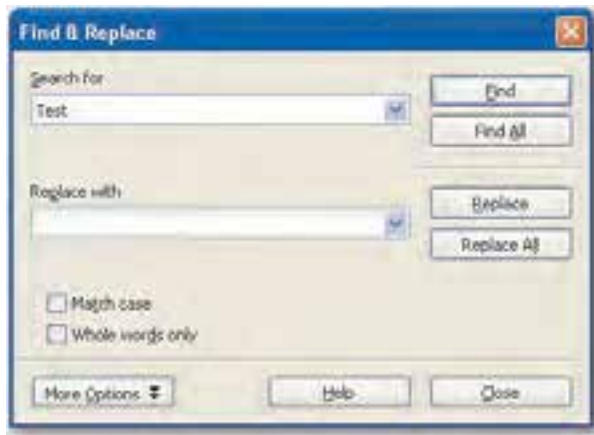 Find & Replace
Search for
Test
Find
Find All
Replace with
Replace
Replace All
Match case
Whole words only
More Options
Help
Close